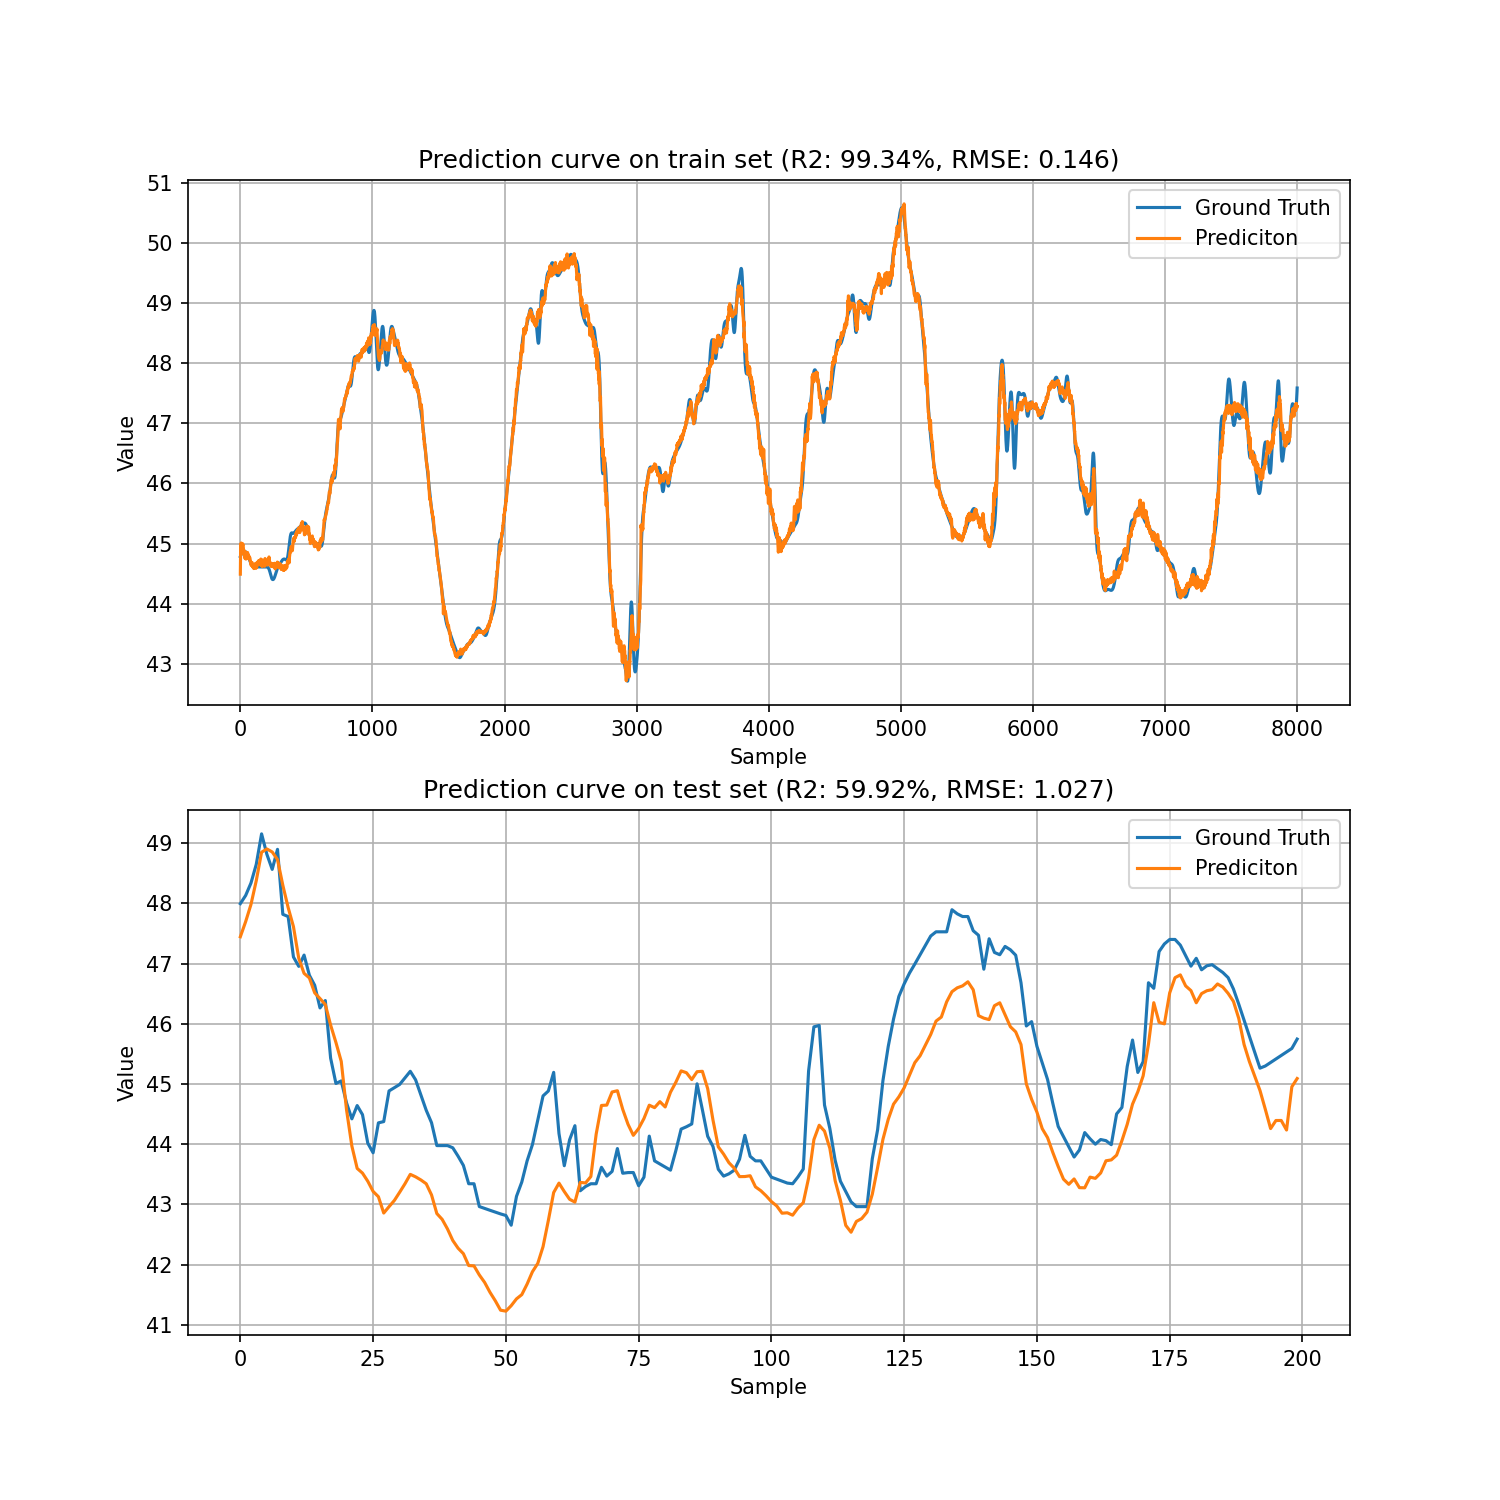 Prediction curve on train set (R2: 99.34%, RMSE: 0.146)
51
50
49
48
47
46
45
44
43
Value
Ground Truth
Prediciton
0 1000 2000 3000 4000 5000 6000 7000 8000
Sample
Prediction curve on test set (R2: 59.92%, RMSE: 1.027)
49
48
47
46
45
44
43
42
41
Value
Ground Truth
Prediciton
0 25 50 75 100 125 150 175 200
Sample